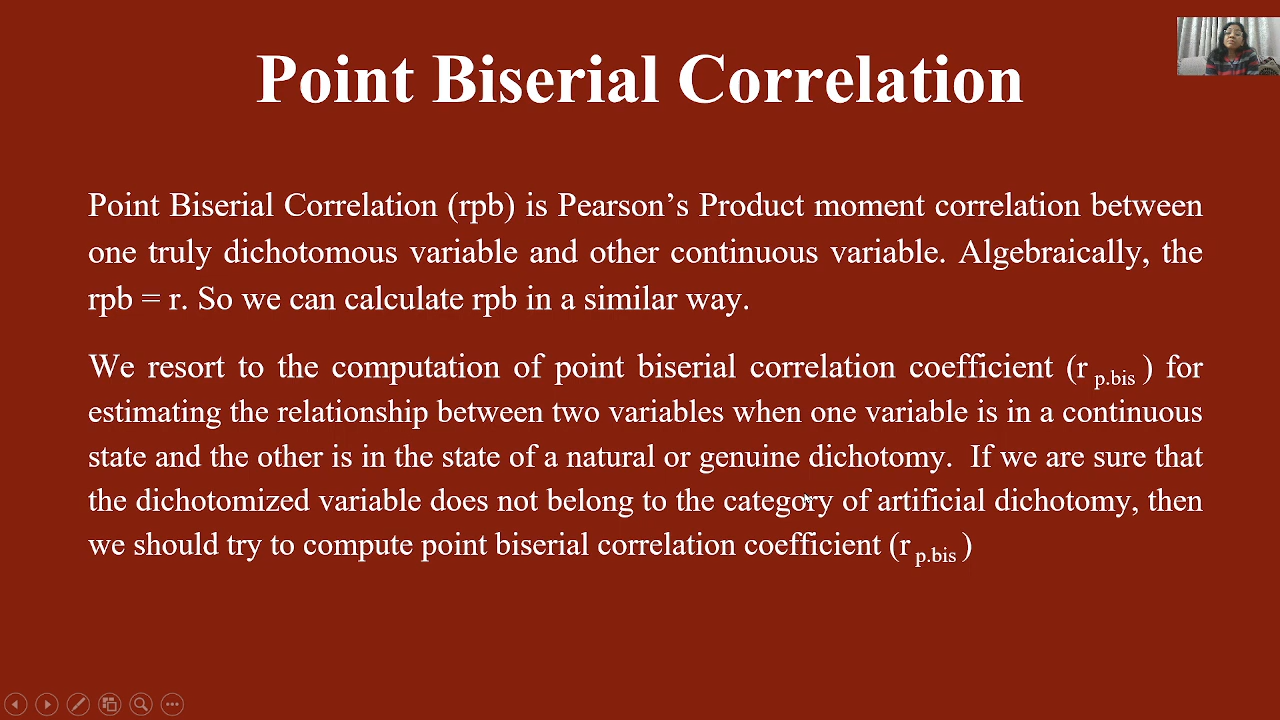 Point Biserial Correlation
Point Biserial Correlation (rpb) is Pearson’s Product moment correlation between
one truly dichotomous variable and other continuous variable. Algebraically, the
rpb = r. So we can calculate rpb in a similar way.
We resort to the computation of point biserial correlation coefficient (r p.bis ) for
estimating the relationship between two variables when one variable is in a continuous
state and the other is in the state of a natural or genuine dichotomy.  If we are sure that
the dichotomized variable does not belong to the category of artificial dichotomy, then
we should try to compute point biserial correlation coefficient (r p.bis )